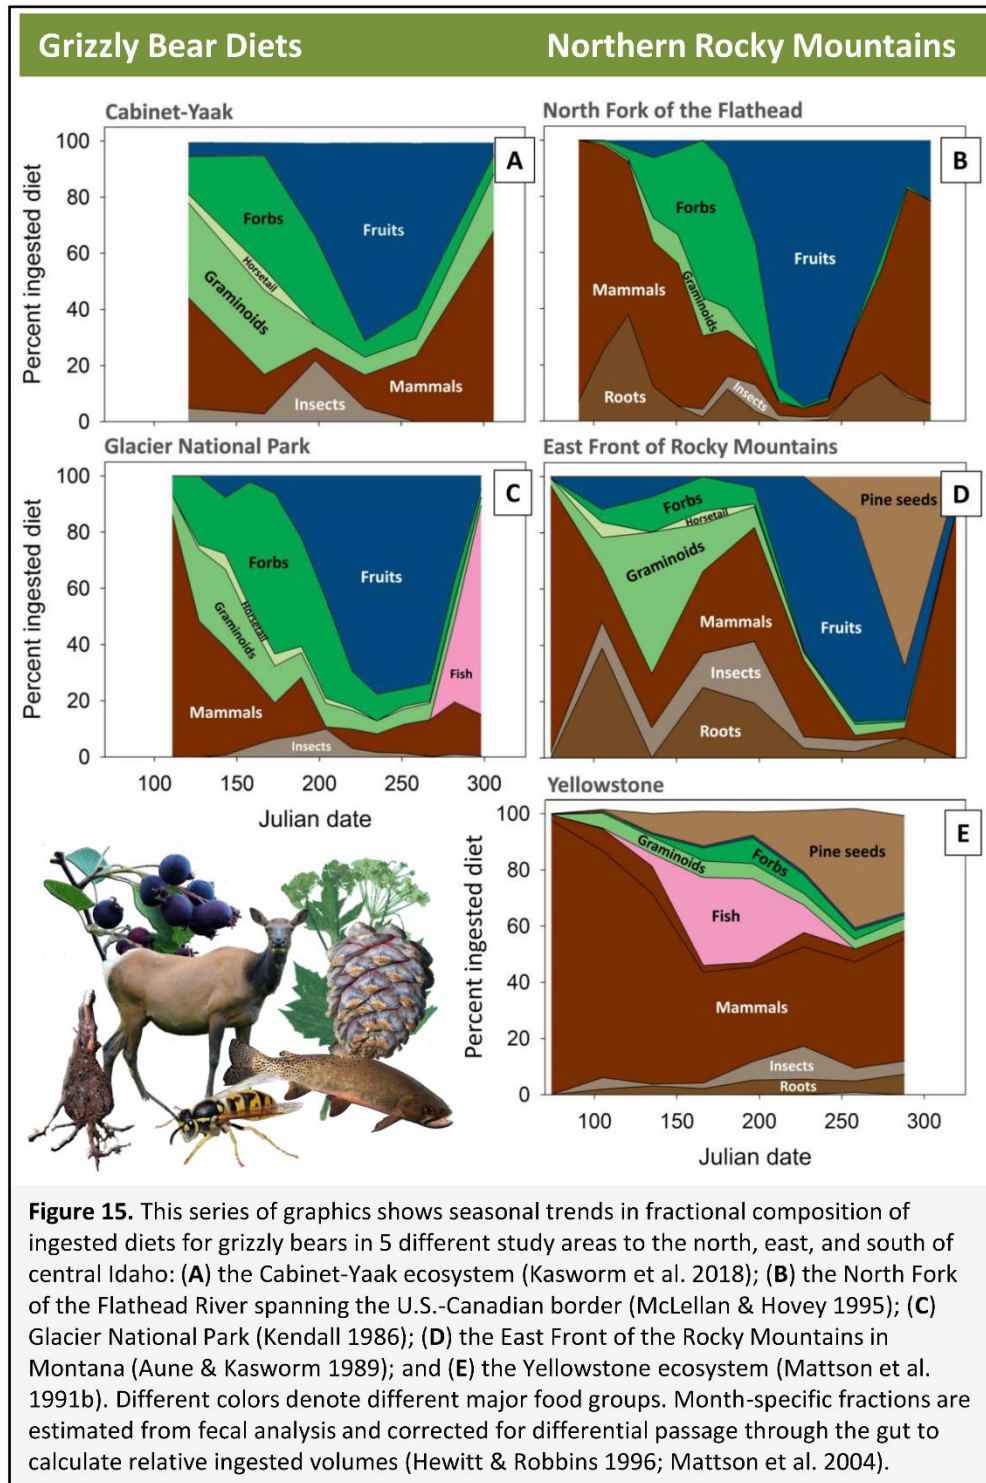 Grizzly Bear Diets
Northern Rocky Mountains
Cabinet-Yaak
Percent ingested diet
100
80
60
40
20
0
A
Forbs
Fruits
Horsetail
Graminoids
Mammals
Insects
North Fork of the Flathead
B
Forbs
Fruits
Mammals
Graminoids
Roots
Insects
Glacier National Park
Percent ingested diet
100
80
60
40
20
0
C
Forbs
Fruits
Horsetail
Graminoids
Fish
Mammals
Insects
100
150
200
250
300
Julian date
East Front of Rocky Mountains
D
Pine seeds
Forbs
Horsetail
Graminoids
Mammals
Fruits
Insects
Roots
Yellowstone
Percent ingested diet
100
80
60
40
20
0
E
Pine seeds
Graminoids
Forbs
Fish
Mammals
Insects
Roots
100
150
200
250
300
Julian date
Figure 15. This series of graphics shows seasonal trends in fractional composition of
ingested diets for grizzly bears in 5 different study areas to the north, east, and south of
central Idaho: (A) the Cabinet-Yaak ecosystem (Kasworm et al. 2018); (B) the North Fork
of the Flathead River spanning the U.S.-Canadian border (McLellan & Hovey 1995); (C)
Glacier National Park (Kendall 1986); (D) the East Front of the Rocky Mountains in
Montana (Aune & Kasworm 1989); and (E) the Yellowstone ecosystem (Mattson et al.
1991b). Different colors denote different major food groups. Month-specific fractions are
estimated from fecal analysis and corrected for differential passage through the gut to
calculate relative ingested volumes (Hewitt & Robbins 1996; Mattson et al. 2004).